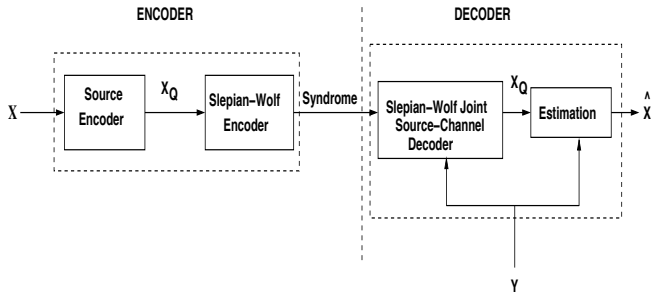 ENCODER
DECODER
X
Source
Encoder
X_Q
Slepian-Wolf
Encoder
Syndrome
Slepian-Wolf Joint
Source-Channel
Decoder
X_Q
Estimation
X̂
Y